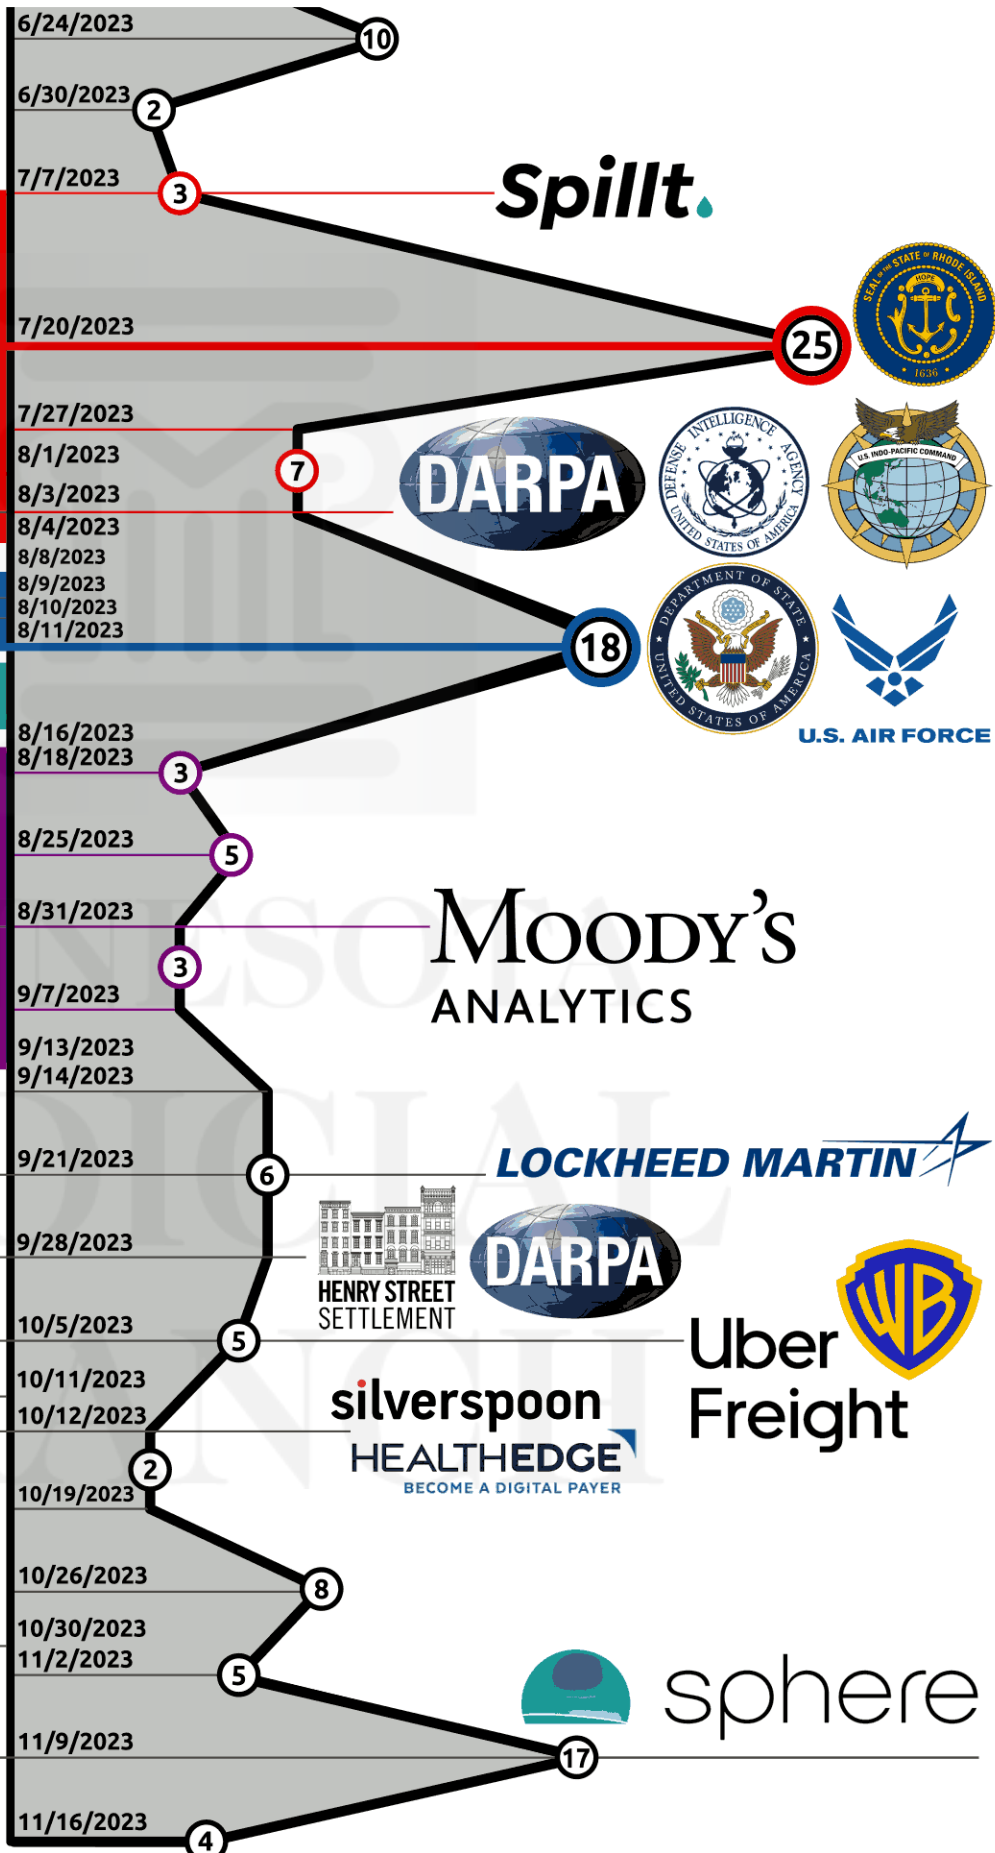 6/24/2023
10
6/30/2023
2
7/7/2023
3
Spillt.
SEAL OF THE STATE OF RHODE ISLAND
HOPE
1636
7/20/2023
25
7/27/2023
8/1/2023
7
8/3/2023
8/4/2023
DARPA
DEFENSE INTELLIGENCE AGENCY
UNITED STATES OF AMERICA
U.S. INDO-PACIFIC COMMAND
8/8/2023
8/9/2023
8/10/2023
8/11/2023
18
DEPARTMENT OF STATE
UNITED STATES OF AMERICA
U.S. AIR FORCE
8/16/2023
8/18/2023
3
8/25/2023
5
8/31/2023
MOODY'S
ANALYTICS
3
9/7/2023
NESOTA
9/13/2023
9/14/2023
DICIAL
9/21/2023
6
LOCKHEED MARTIN
9/28/2023
HENRY STREET
SETTLEMENT
DARPA
WB
10/5/2023
5
Uber
Freight
ANCH
10/11/2023
10/12/2023
silverspoon
HEALTHEDGE
BECOME A DIGITAL PAYER
2
10/19/2023
10/26/2023
8
10/30/2023
11/2/2023
5
sphere
11/9/2023
17
11/16/2023
4